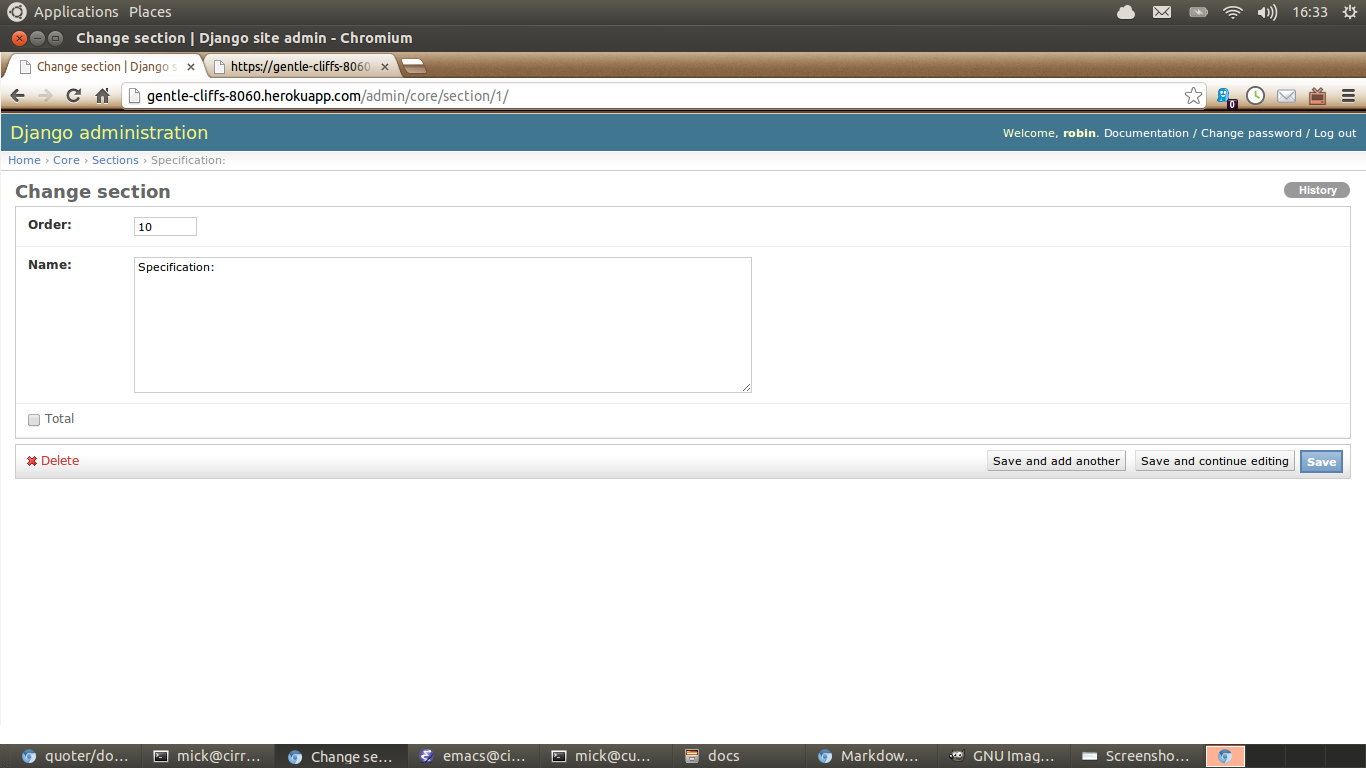 Applications Places 16:33
Change section | Django site admin - Chromium
Change section | Django s https://gentle-cliffs-8060
gentle-cliffs-8060.herokuapp.com/admin/core/section/1/
0
Django administration
Welcome, robin. Documentation / Change password / Log out
Home › Core › Sections › Specification:
Change section
History
Order: 10
Name: Specification:
Total
Delete
Save and add another Save and continue editing Save
quoter/do... mick@cirr... Change se... emacs@ci... mick@cu... docs Markdow... GNU Imag... Screensho...